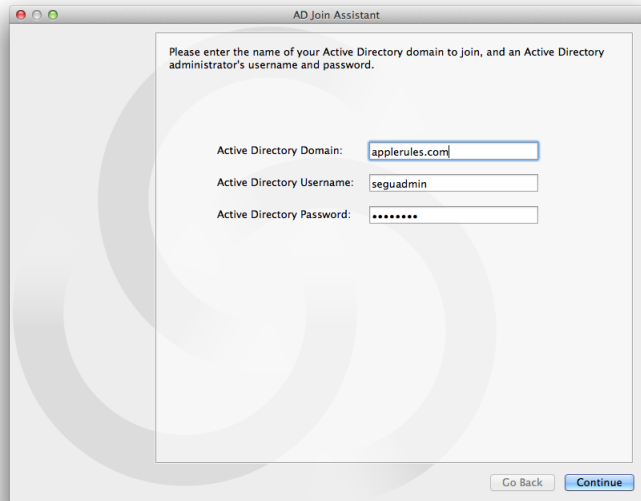 AD Join Assistant
Please enter the name of your Active Directory domain to join, and an Active Directory
administrator's username and password.
Active Directory Domain: applerules.com
Active Directory Username: seguadmin
Active Directory Password: ••••••••
Go Back Continue